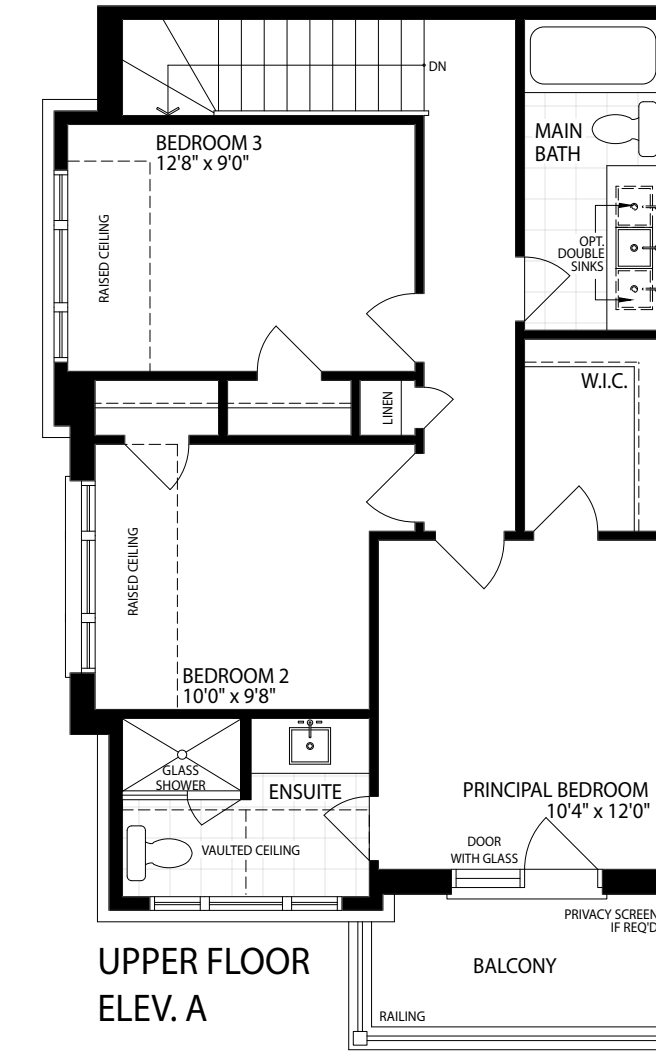 DN
BEDROOM 3
12'8" x 9'0"
MAIN
BATH
RAISED CEILING
OPT.
DOUBLE
SINKS
W.I.C.
LINEN
RAISED CEILING
BEDROOM 2
10'0" x 9'8"
GLASS
SHOWER
ENSUITE
PRINCIPAL BEDROOM
10'4" x 12'0"
VAULTED CEILING
DOOR
WITH GLASS
PRIVACY SCREEN
IF REQ'D
UPPER FLOOR
ELEV. A
BALCONY
RAILING